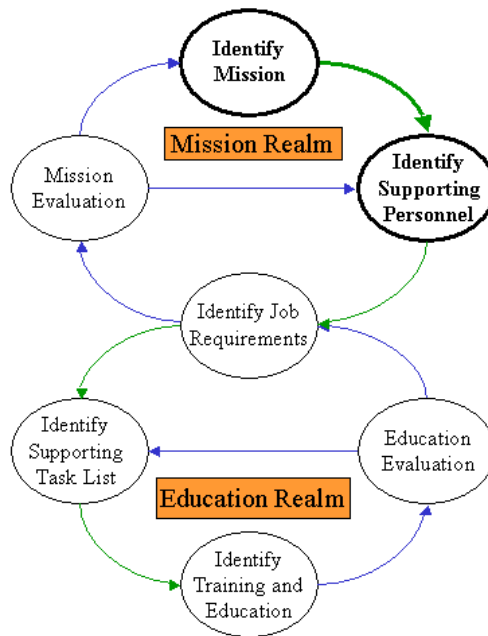 Identify
Mission
Mission Realm
Mission
Evaluation
Identify
Supporting
Personnel
Identify Job
Requirements
Identify
Supporting
Task List
Education
Evaluation
Education Realm
Identify
Training and
Education